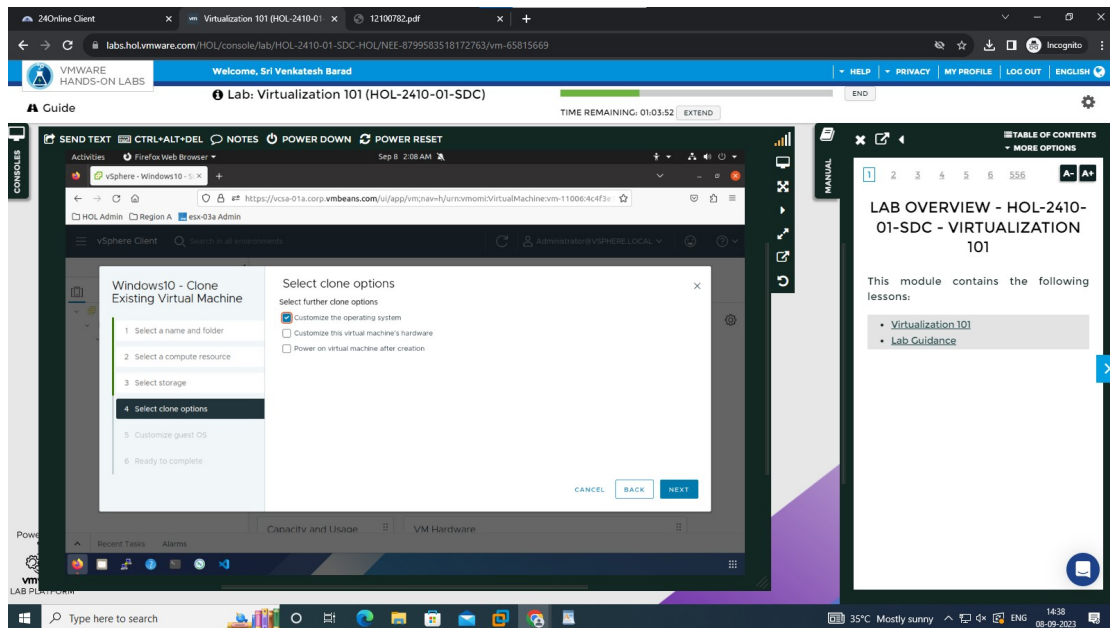 24Online Client
Virtualization 101 (HOL-2410-01
12100782.pdf
labs.hol.vmware.com/HOL/console/lab/HOL-2410-01-SDC-HOL/NEE-8799583518172763/vm-65815669
Incognito
VMWARE
HANDS-ON LABS
Welcome, Sri Venkatesh Barad
HELP
PRIVACY
MY PROFILE
LOG OUT
ENGLISH
Guide
Lab: Virtualization 101 (HOL-2410-01-SDC)
TIME REMAINING: 01:03:52
EXTEND
END
CONSOLES
SEND TEXT
CTRL+ALT+DEL
NOTES
POWER DOWN
POWER RESET
Activities
Firefox Web Browser
Sep 8 2:08 AM
vSphere - Windows10 - S
https://vcsa-01a.corp.vmbeans.com/ui/app/vm;nav=h/urn:vmomi:VirtualMachine:vm-11006:4c4f3e
HOL Admin
Region A
esx-03a Admin
vSphere Client
Search in all environments
Administrator@VSPHERE.LOCAL
Windows10 - Clone
Existing Virtual Machine
1 Select a name and folder
2 Select a compute resource
3 Select storage
4 Select clone options
5 Customize guest OS
6 Ready to complete
Select clone options
Select further clone options
Customize the operating system
Customize this virtual machine's hardware
Power on virtual machine after creation
CANCEL
BACK
NEXT
Capacity and Usage
VM Hardware
Recent Tasks
Alarms
Powe
vm
LAB PLATFORM
MANUAL
TABLE OF CONTENTS
MORE OPTIONS
1 2 3 4 5 6 556
A- A+
LAB OVERVIEW - HOL-2410-
01-SDC - VIRTUALIZATION
101
This module contains the following
lessons:
• Virtualization 101
• Lab Guidance
Type here to search
35°C Mostly sunny
ENG
14:38
08-09-2023